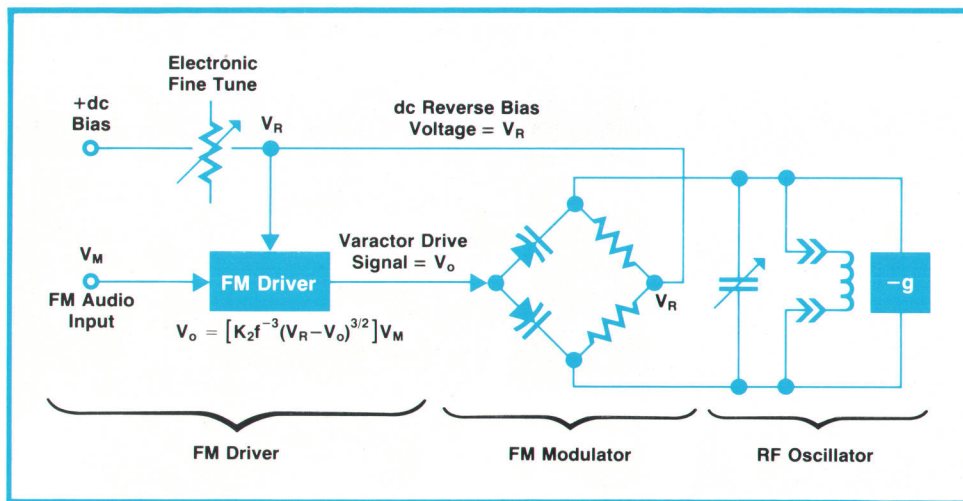 Electronic
Fine Tune
+dc
Bias
V_R
dc Reverse Bias
Voltage = V_R
V_M
FM Audio
Input
FM Driver
Varactor Drive
Signal = V_o
V_o = [K_2f^-3(V_R−V_o)^3/2]V_M
V_R
−g
FM Driver
FM Modulator
RF Oscillator